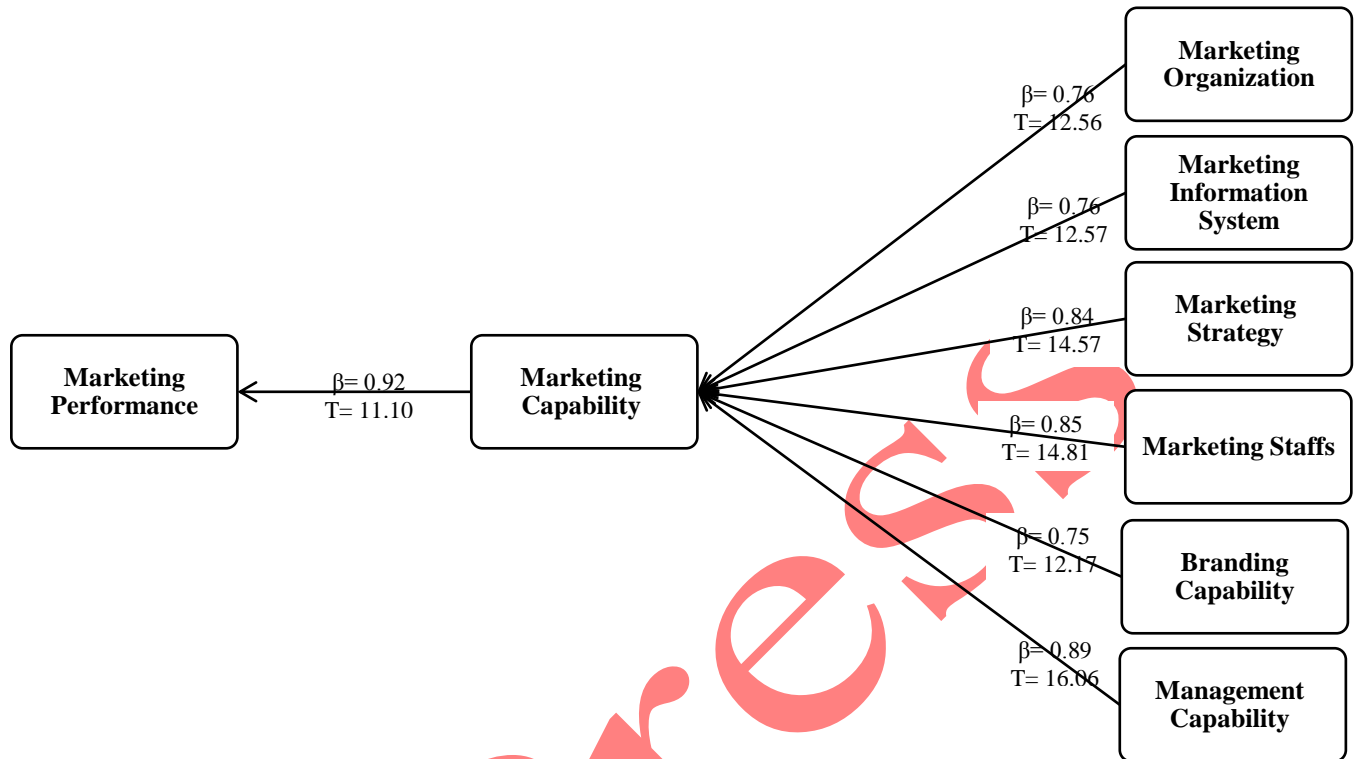 Marketing
Organization
β= 0.76
T= 12.56
Marketing
Information
System
β= 0.76
T= 12.57
Marketing
Strategy
β= 0.84
T= 14.57
Marketing
Performance
β= 0.92
T= 11.10
Marketing
Capability
Marketing Staffs
β= 0.85
T= 14.81
Branding
Capability
β= 0.75
T= 12.17
Management
Capability
β= 0.89
T= 16.06